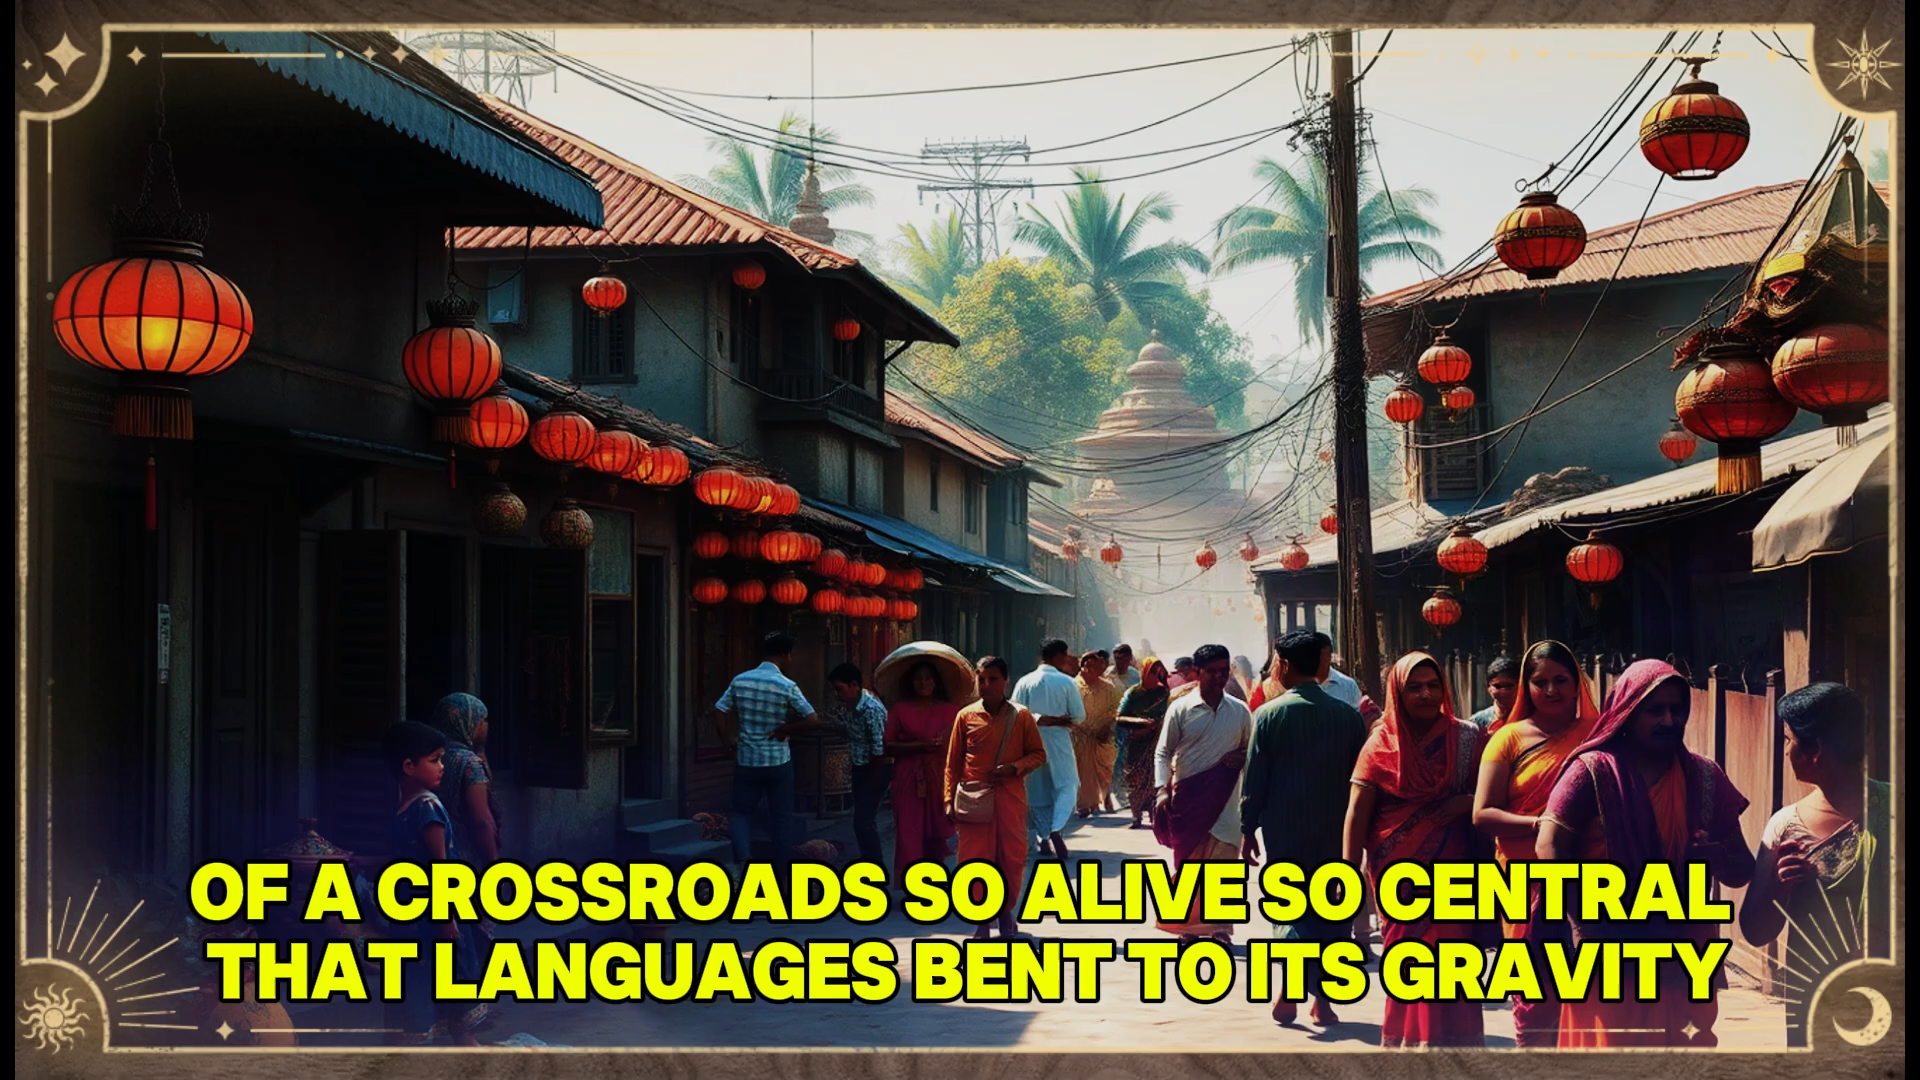 OF A CROSSROADS SO ALIVE SO CENTRAL
THAT LANGUAGES BENT TO ITS GRAVITY